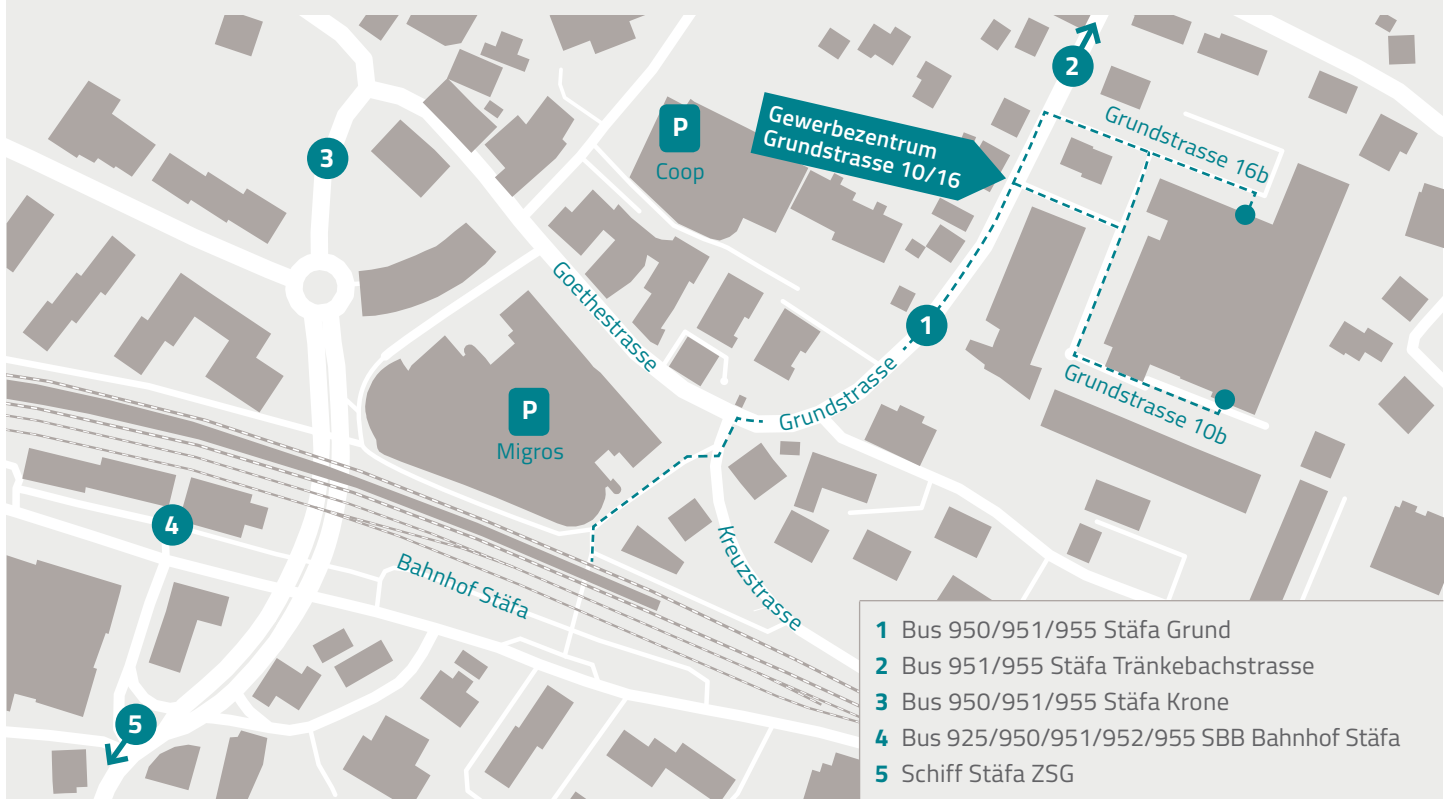 2
P
Coop
Gewerbezentrum
Grundstrasse 10/16
Grundstrasse 16b
3
Goethestrasse
1
P
Migros
Grundstrasse
Grundstrasse 10b
4
Bahnhof Stäfa
Kreuzstrasse
5
1 Bus 950/951/955 Stäfa Grund
2 Bus 951/955 Stäfa Tränkebachstrasse
3 Bus 950/951/955 Stäfa Krone
4 Bus 925/950/951/952/955 SBB Bahnhof Stäfa
5 Schiff Stäfa ZSG